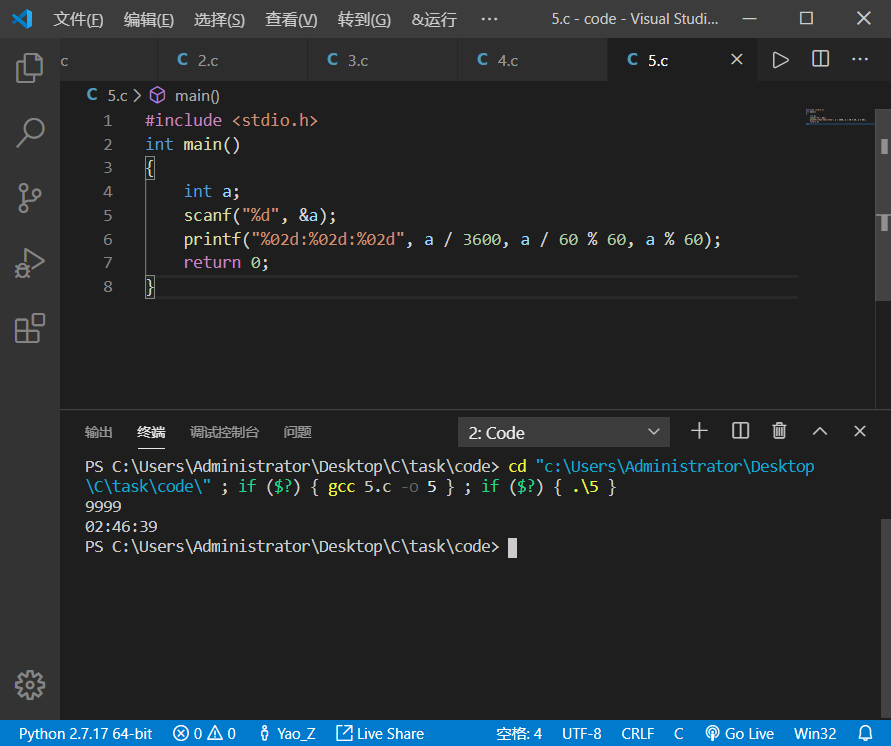 文件(F) 编辑(E) 选择(S) 查看(V) 转到(G) &运行 ··· 5.c - code - Visual Studi...
c 2.c 3.c 4.c 5.c
5.c main()
1 #include <stdio.h>
2 int main()
3 {
4 int a;
5 scanf("%d", &a);
6 printf("%02d:%02d:%02d", a / 3600, a / 60 % 60, a % 60);
7 return 0;
8 }
输出 终端 调试控制台 问题 2: Code
PS C:\Users\Administrator\Desktop\C\task\code> cd "c:\Users\Administrator\Desktop
\C\task\code\" ; if ($?) { gcc 5.c -o 5 } ; if ($?) { .\5 }
9999
02:46:39
PS C:\Users\Administrator\Desktop\C\task\code>
Python 2.7.17 64-bit 0 0 Yao_Z Live Share 空格: 4 UTF-8 CRLF C Go Live Win32